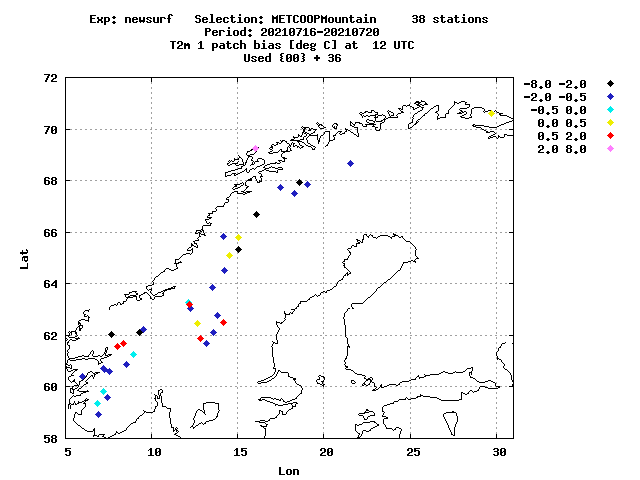 Exp: newsurf Selection: METCOOPMountain 38 stations
Period: 20210716-20210720
T2m 1 patch bias [deg C] at 12 UTC
Used {00} + 36
-8.0 -2.0
-2.0 -0.5
-0.5 0.0
0.0 0.5
0.5 2.0
2.0 8.0
72
70
68
66
64
62
60
58
Lat
5 10 15 20 25 30
Lon